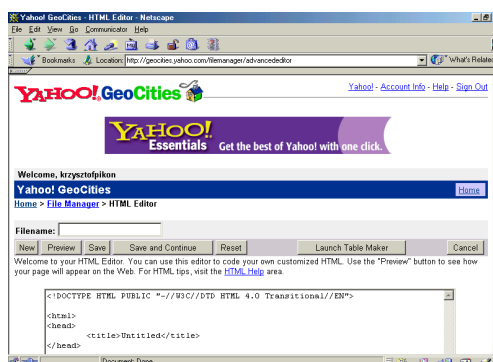 Yahoo! GeoCities - HTML Editor - Netscape
File Edit View Go Communicator Help
Bookmarks Location: http://geocities.yahoo.com/filemanager/advancededitor What's Related
YAHOO! GeoCities
Yahoo! - Account Info - Help - Sign Out
YAHOO!
Essentials Get the best of Yahoo! with one click.
Welcome, krzysztofpikon
Yahoo! GeoCities Home
Home > File Manager > HTML Editor
Filename:
New Preview Save Save and Continue Reset Launch Table Maker Cancel
Welcome to your HTML Editor. You can use this editor to code your own customized HTML. Use the "Preview" button to see how
your page will appear on the Web. For HTML tips, visit the HTML Help area.
<!DOCTYPE HTML PUBLIC "-//W3C//DTD HTML 4.0 Transitional//EN">
<html>
<head>
<title>Untitled</title>
</head>
Document: Done